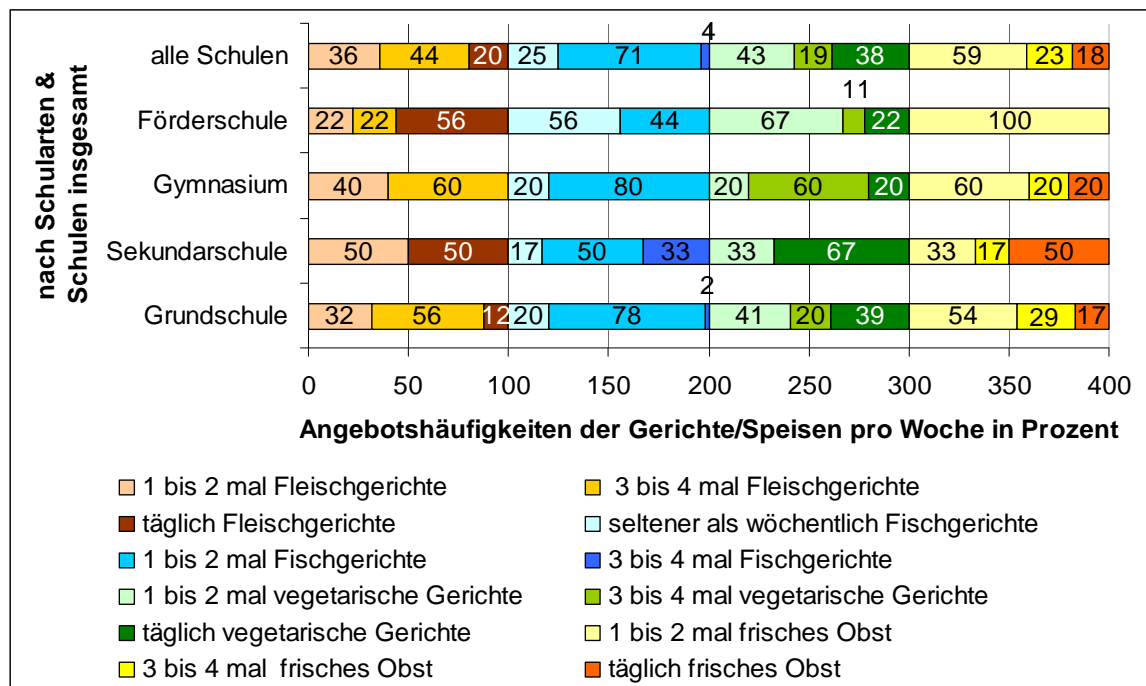 nach Schularten &
Schulen insgesamt
4
alle Schulen 36 44 20 25 71 43 19 38 59 23 18
11
Förderschule 22 22 56 56 44 67 22 100
Gymnasium 40 60 20 80 20 60 20 60 20 20
Sekundarschule 50 50 17 50 33 33 67 33 17 50
2
Grundschule 32 56 12 20 78 41 20 39 54 29 17
0 50 100 150 200 250 300 350 400
Angebotshäufigkeiten der Gerichte/Speisen pro Woche in Prozent
1 bis 2 mal Fleischgerichte
3 bis 4 mal Fleischgerichte
täglich Fleischgerichte
seltener als wöchentlich Fischgerichte
1 bis 2 mal Fischgerichte
3 bis 4 mal Fischgerichte
1 bis 2 mal vegetarische Gerichte
3 bis 4 mal vegetarische Gerichte
täglich vegetarische Gerichte
1 bis 2 mal frisches Obst
3 bis 4 mal frisches Obst
täglich frisches Obst